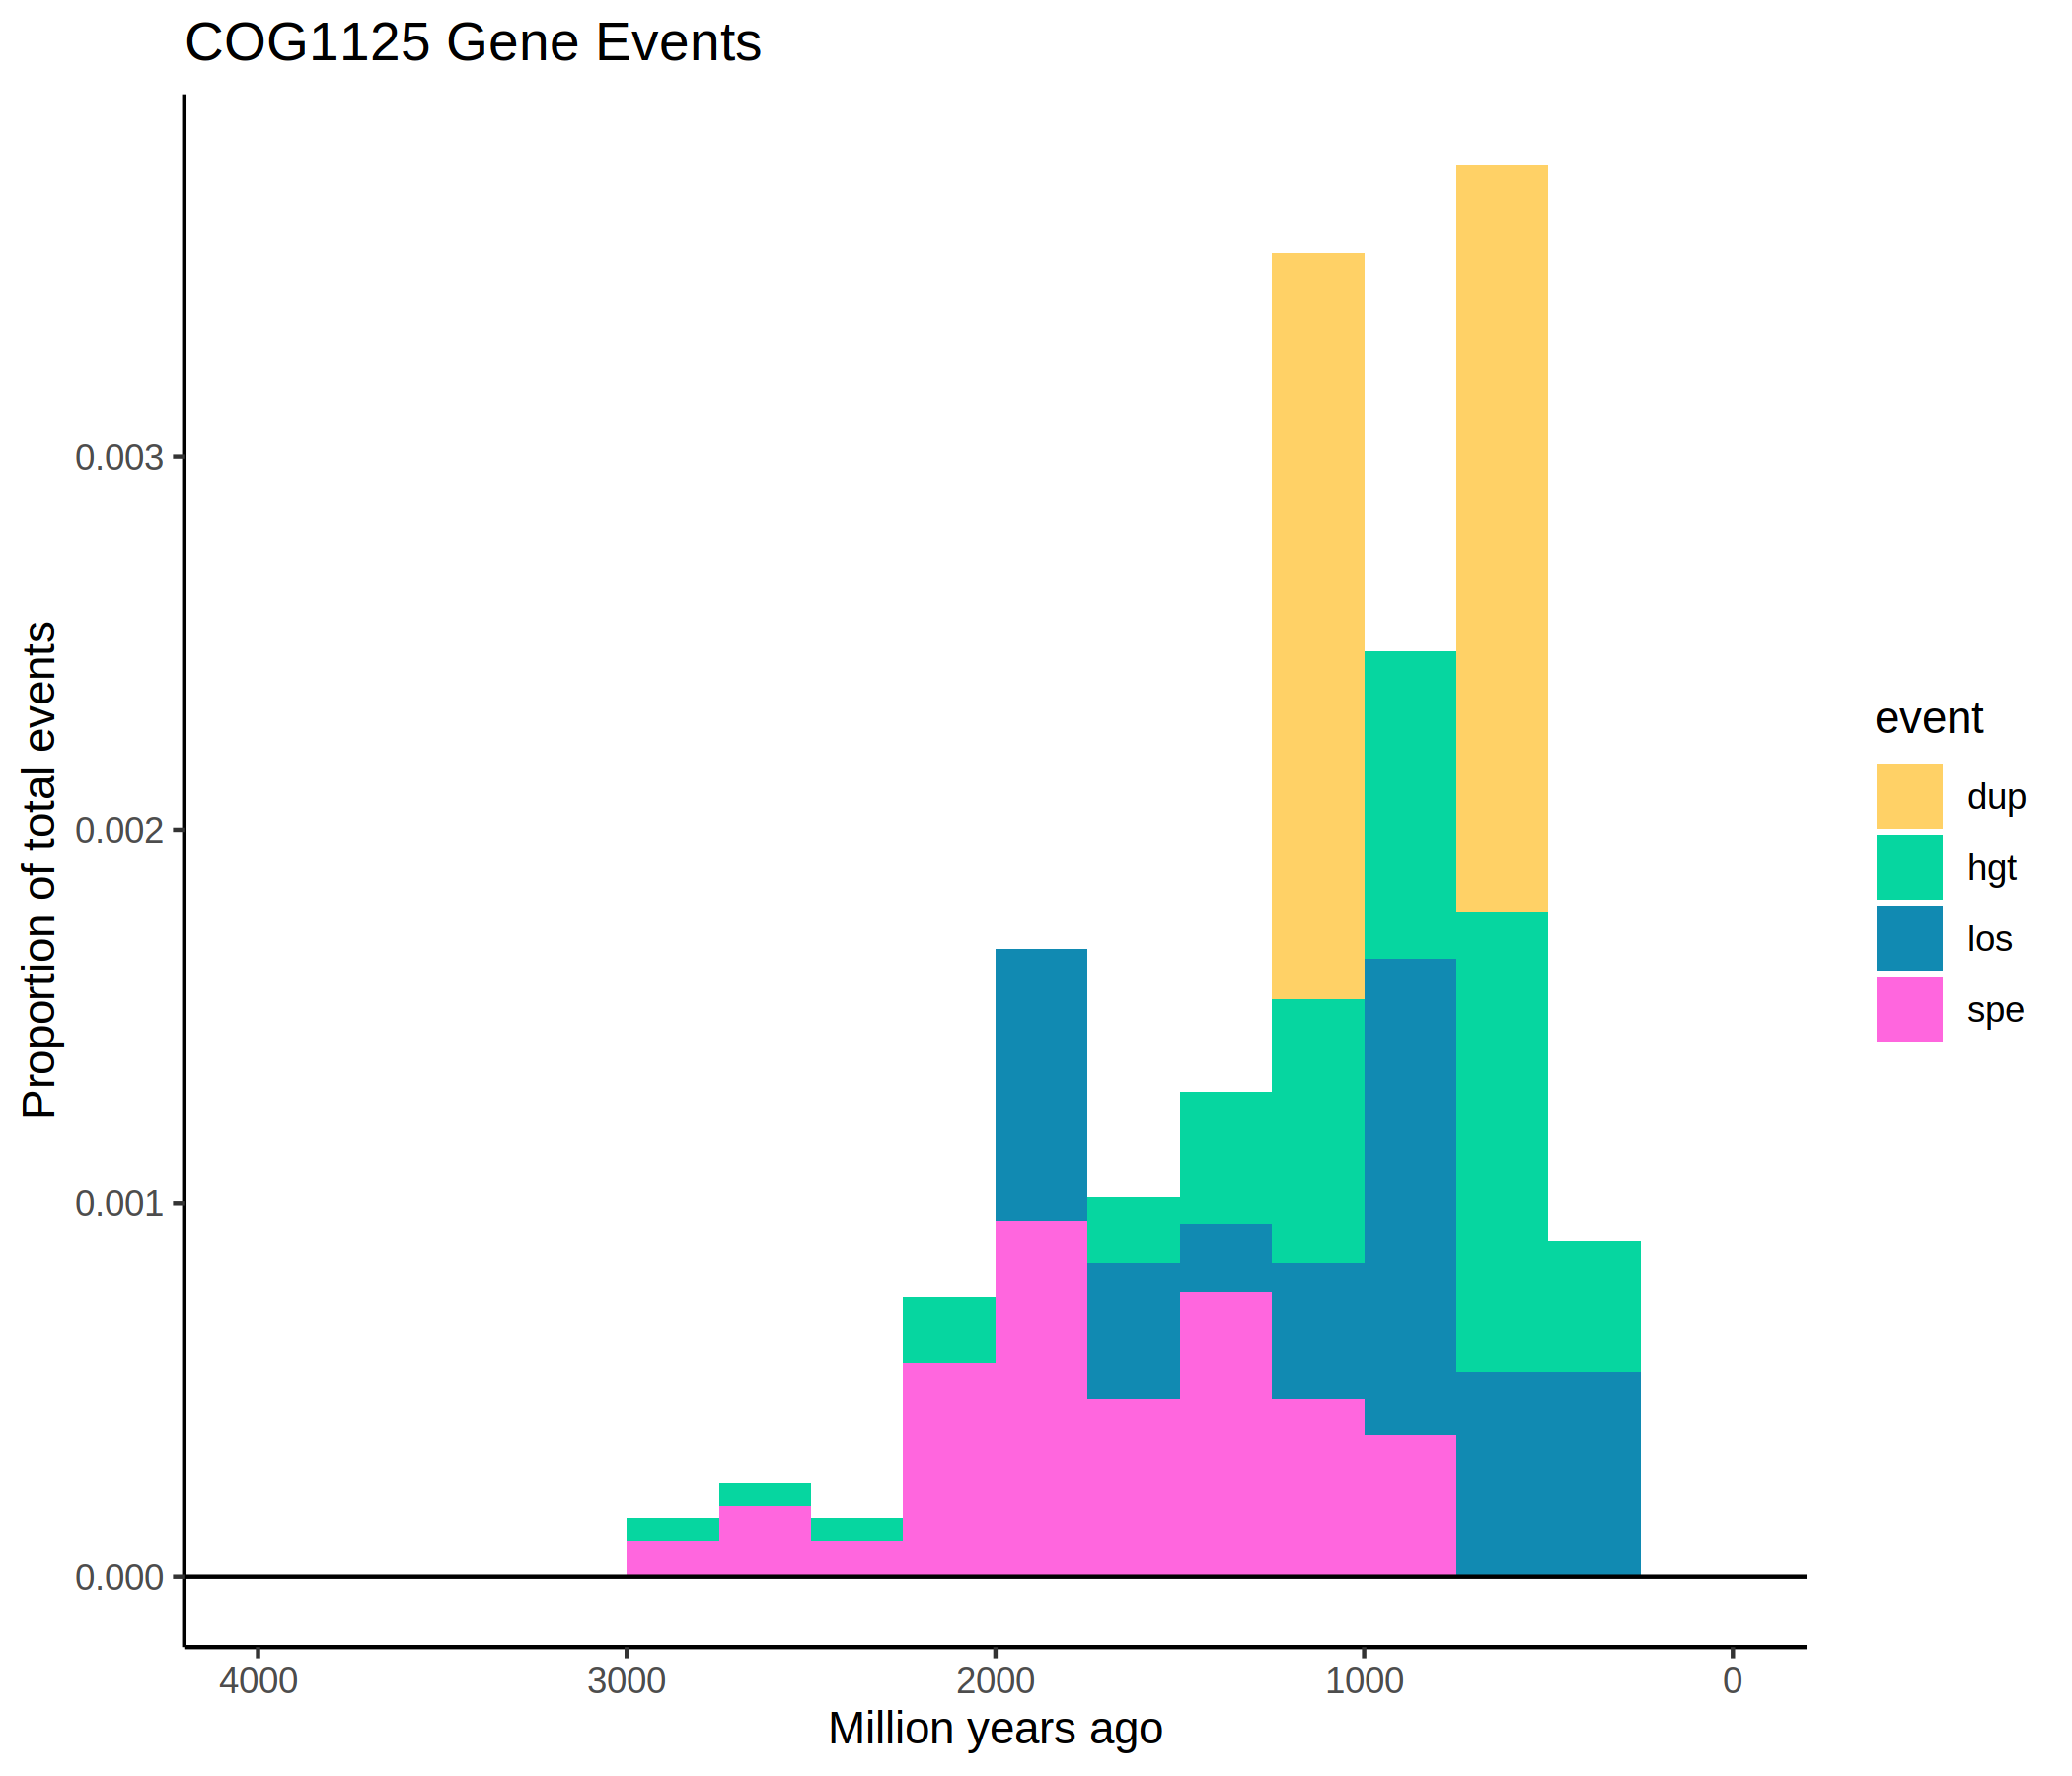 COG1125 Gene Events
Proportion of total events
0.003
0.002
0.001
0.000
4000 3000 2000 1000 0
Million years ago
event
dup
hgt
los
spe